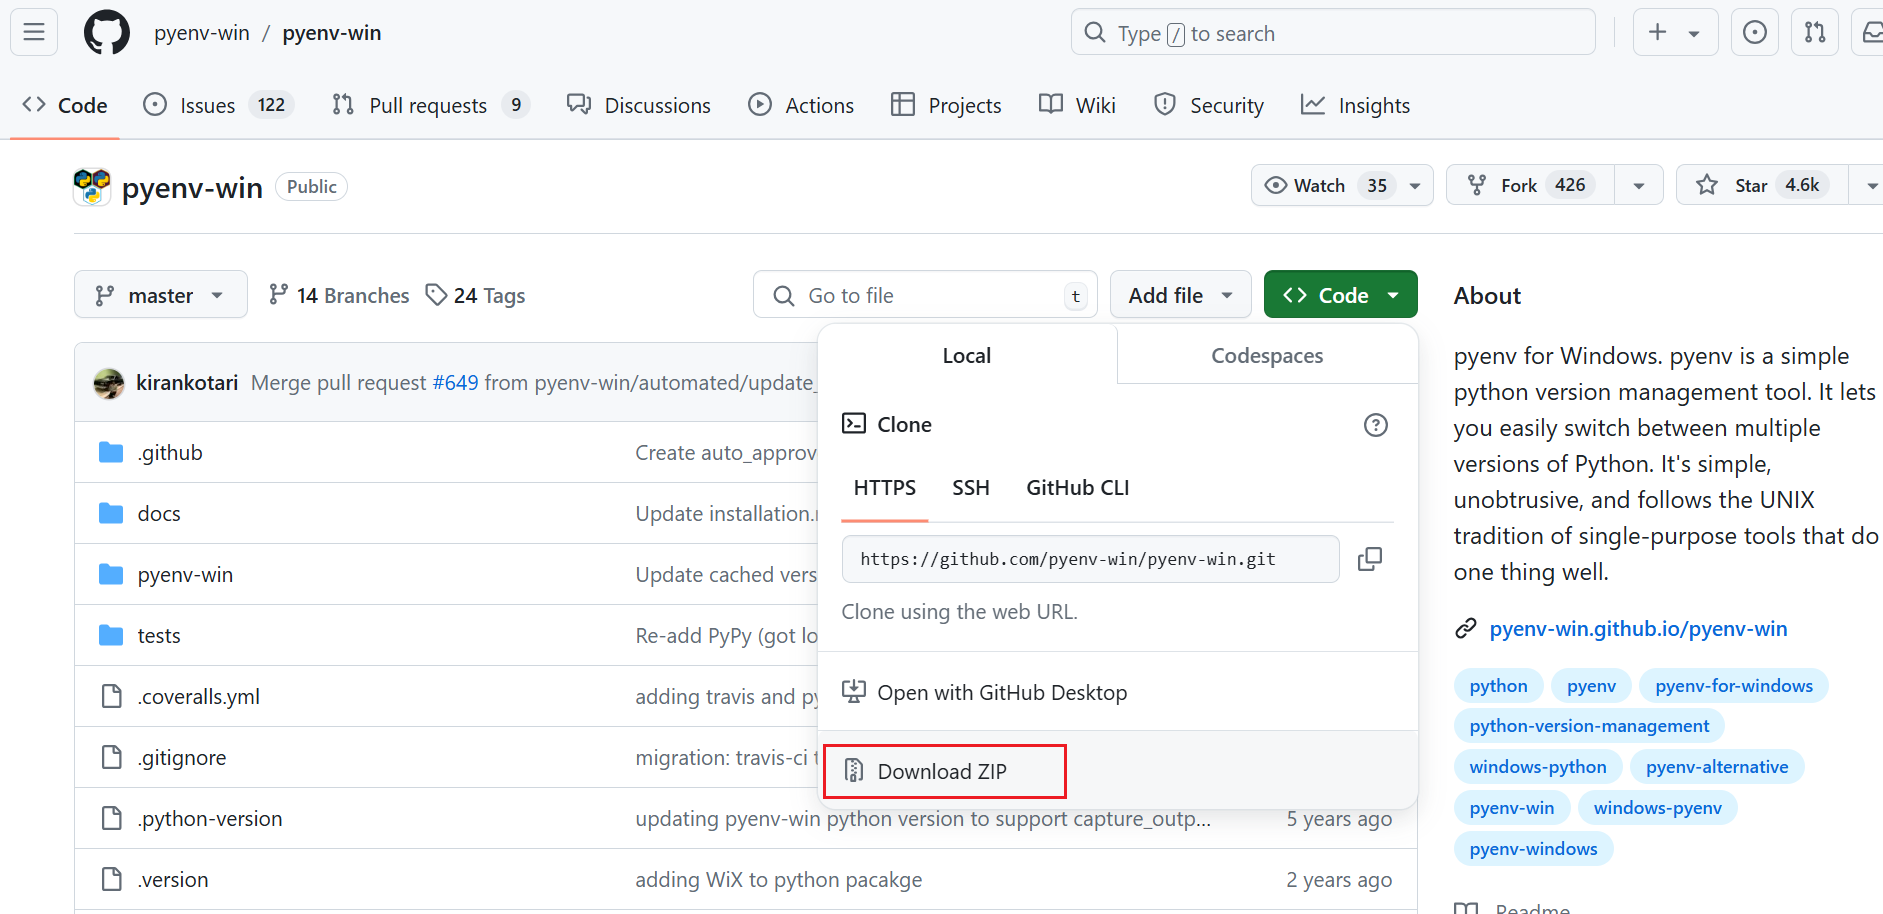 pyenv-win / pyenv-win
Type / to search
Code Issues 122 Pull requests 9 Discussions Actions Projects Wiki Security Insights
pyenv-win Public
Watch 35 Fork 426 Star 4.6k
master 14 Branches 24 Tags
Go to file t Add file Code
kirankotari Merge pull request #649 from pyenv-win/automated/update_
.github Create auto_approv
docs Update installation.
pyenv-win Update cached vers
tests Re-add PyPy (got lo
.coveralls.yml adding travis and py
.gitignore migration: travis-ci t
.python-version updating pyenv-win python version to support capture_outp... 5 years ago
.version adding WiX to python pacakge 2 years ago
Local Codespaces
Clone
HTTPS SSH GitHub CLI
https://github.com/pyenv-win/pyenv-win.git
Clone using the web URL.
Open with GitHub Desktop
Download ZIP
About
pyenv for Windows. pyenv is a simple
python version management tool. It lets
you easily switch between multiple
versions of Python. It's simple,
unobtrusive, and follows the UNIX
tradition of single-purpose tools that do
one thing well.
pyenv-win.github.io/pyenv-win
python pyenv pyenv-for-windows
python-version-management
windows-python pyenv-alternative
pyenv-win windows-pyenv
pyenv-windows
Readme